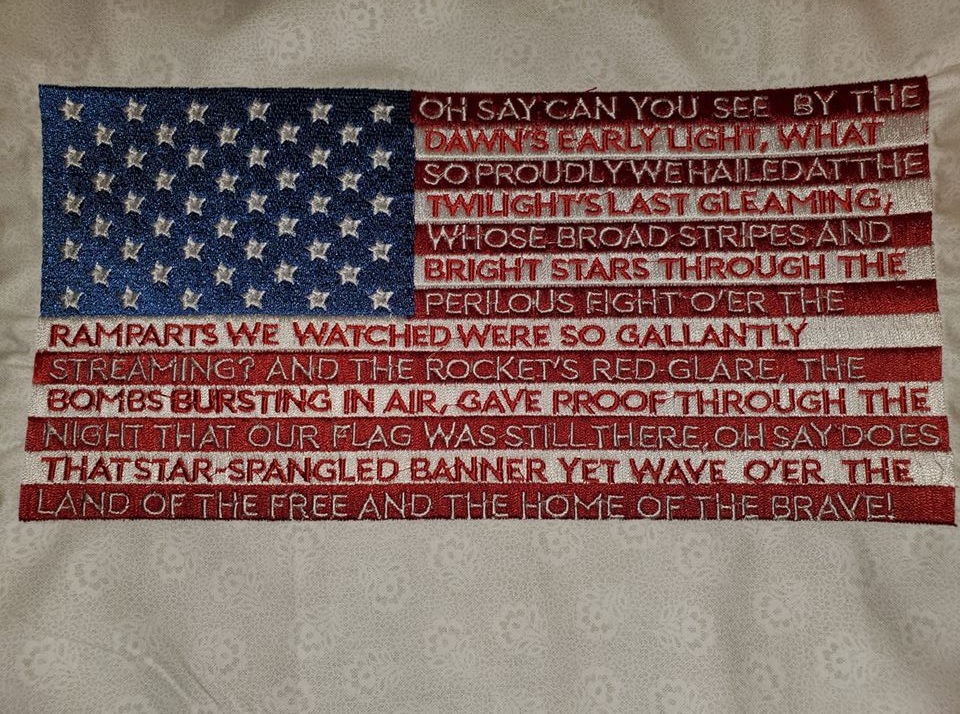 OH SAY CAN YOU SEE BY THE
DAWN'S EARLY LIGHT, WHAT
SO PROUDLY WE HAILED AT THE
TWILIGHT'S LAST GLEAMING,
WHOSE BROAD STRIPES AND
BRIGHT STARS THROUGH THE
PERILOUS FIGHT O'ER THE
RAMPARTS WE WATCHED WERE SO GALLANTLY
STREAMING? AND THE ROCKET'S RED GLARE, THE
BOMBS BURSTING IN AIR, GAVE PROOF THROUGH THE
NIGHT THAT OUR FLAG WAS STILL THERE, OH SAY DOES
THAT STAR-SPANGLED BANNER YET WAVE O'ER THE
LAND OF THE FREE AND THE HOME OF THE BRAVE!